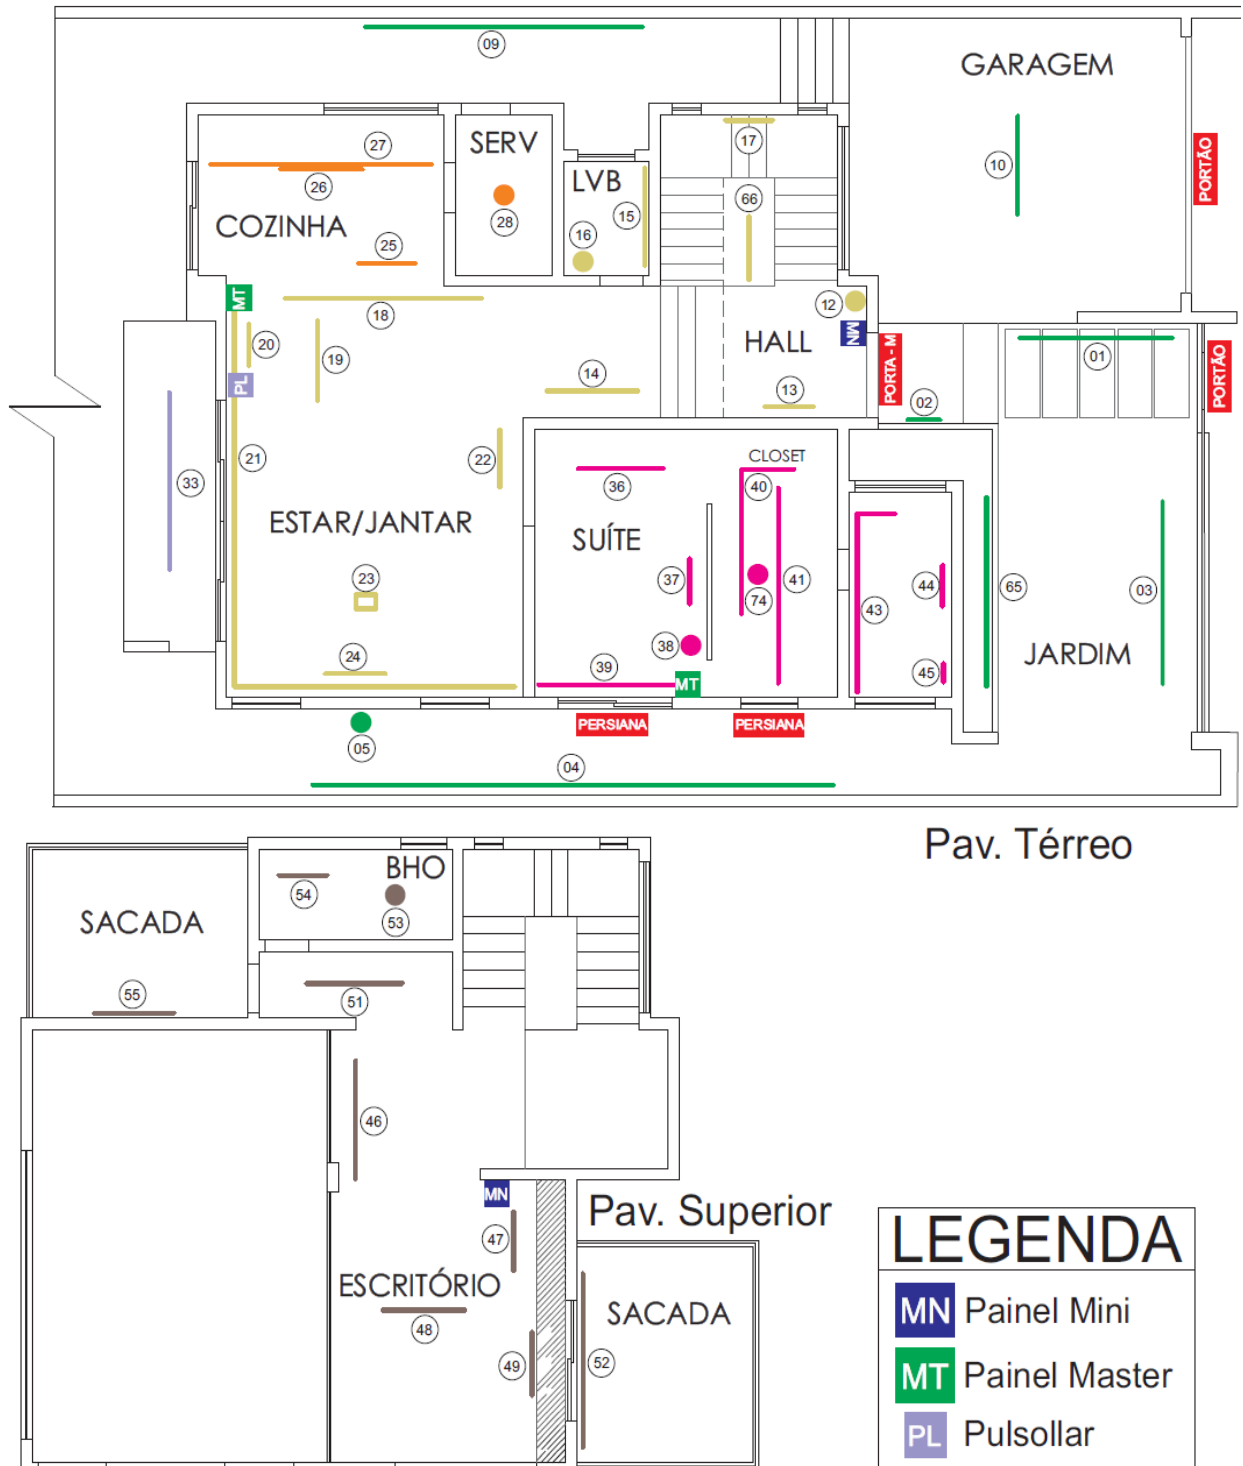 09
GARAGEM
27
SERV
17
10
PORTÃO
26
LVB
COZINHA
28
16
15
66
25
MT
18
12
MN
20
19
HALL
01
PORTÃO
PL
14
13
PORTA - M
02
21
22
CLOSET
33
36
40
ESTAR/JANTAR
SUÍTE
23
37
74
41
43
44
65
03
24
38
39
MT
45
JARDIM
05
PERSIANA
PERSIANA
04
Pav. Térreo
BHO
54
53
SACADA
55
51
46
MN
Pav. Superior
47
ESCRITÓRIO
48
49
52
SACADA
LEGENDA
MN Painel Mini
MT Painel Master
PL Pulsollar